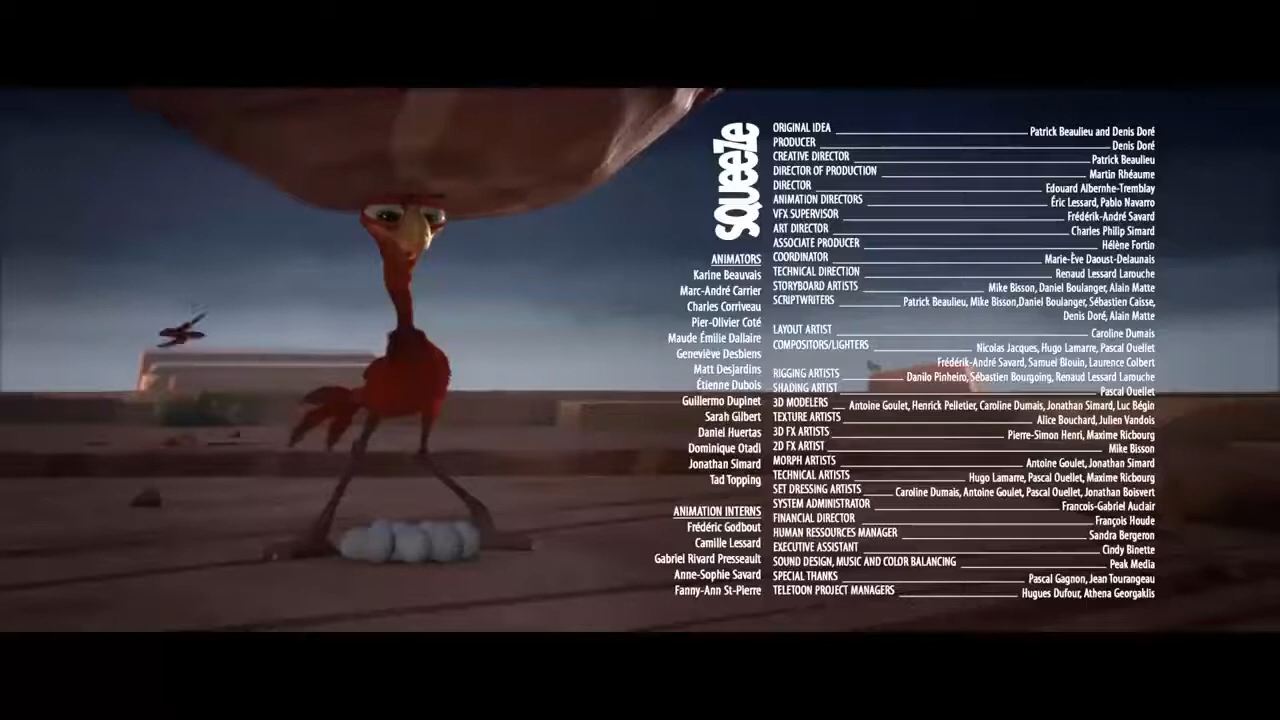 squeeze
ORIGINAL IDEA Patrick Beaulieu and Denis Doré
PRODUCER Denis Doré
CREATIVE DIRECTOR Patrick Beaulieu
DIRECTOR OF PRODUCTION Martin Rhéaume
DIRECTOR Edouard Albernhe-Tremblay
ANIMATION DIRECTORS Éric Lessard, Pablo Navarro
VFX SUPERVISOR Frédérik-André Savard
ART DIRECTOR Charles Philip Simard
ASSOCIATE PRODUCER Hélène Fortin
COORDINATOR Marie-Ève Daoust-Delaunais
TECHNICAL DIRECTION Renaud Lessard Larouche
STORYBOARD ARTISTS Mike Bisson, Daniel Boulanger, Alain Matte
SCRIPTWRITERS Patrick Beaulieu, Mike Bisson,Daniel Boulanger, Sébastien Caisse,
Denis Doré, Alain Matte
LAYOUT ARTIST Caroline Dumais
COMPOSITORS/LIGHTERS Nicolas Jacques, Hugo Lamarre, Pascal Ouellet
Frédérik-André Savard, Samuel Blouin, Laurence Colbert
RIGGING ARTISTS Danilo Pinheiro, Sébastien Bourgoing, Renaud Lessard Larouche
SHADING ARTIST Pascal Ouellet
3D MODELERS Antoine Goulet, Henrick Pelletier, Caroline Dumais, Jonathan Simard, Luc Bégin
TEXTURE ARTISTS Alice Bouchard, Julien Vandois
3D FX ARTISTS Pierre-Simon Henri, Maxime Ricbourg
2D FX ARTIST Mike Bisson
MORPH ARTISTS Antoine Goulet, Jonathan Simard
TECHNICAL ARTISTS Hugo Lamarre, Pascal Ouellet, Maxime Ricbourg
SET DRESSING ARTISTS Caroline Dumais, Antoine Goulet, Pascal Ouellet, Jonathan Boisvert
SYSTEM ADMINISTRATOR Francois-Gabriel Auclair
FINANCIAL DIRECTOR François Houde
HUMAN RESSOURCES MANAGER Sandra Bergeron
EXECUTIVE ASSISTANT Cindy Binette
SOUND DESIGN, MUSIC AND COLOR BALANCING Peak Media
SPECIAL THANKS Pascal Gagnon, Jean Tourangeau
TELETOON PROJECT MANAGERS Hugues Dufour, Athena Georgaklis
ANIMATORS
Karine Beauvais
Marc-André Carrier
Charles Corriveau
Pier-Olivier Coté
Maude Émilie Dallaire
Geneviève Desbiens
Matt Desjardins
Étienne Dubois
Guillermo Dupinet
Sarah Gilbert
Daniel Huertas
Dominique Otadi
Jonathan Simard
Tad Topping
ANIMATION INTERNS
Frédéric Godbout
Camille Lessard
Gabriel Rivard Presseault
Anne-Sophie Savard
Fanny-Ann St-Pierre